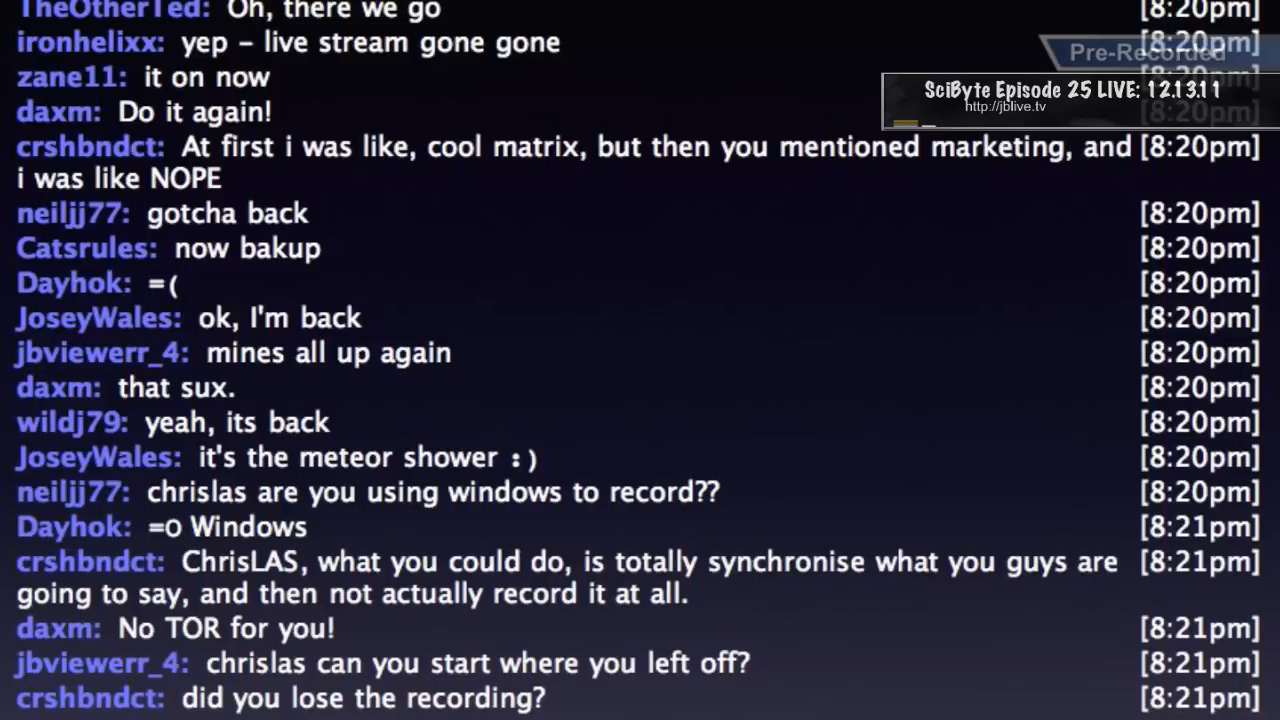 TheOtherTed: Oh, there we go [8:20pm]
ironhelixx: yep - live stream gone gone [8:20pm]
Pre-Recorded
zane11: it on now [8:20pm]
SciByte Episode 25 LIVE: 12.13.11
http://jblive.tv
daxm: Do it again!
crshbndct: At first i was like, cool matrix, but then you mentioned marketing, and [8:20pm]
i was like NOPE
neiljj77: gotcha back [8:20pm]
Catsrules: now bakup [8:20pm]
Dayhok: =( [8:20pm]
JoseyWales: ok, I'm back [8:20pm]
jbviewerr_4: mines all up again [8:20pm]
daxm: that sux. [8:20pm]
wildj79: yeah, its back [8:20pm]
JoseyWales: it's the meteor shower :) [8:20pm]
neiljj77: chrislas are you using windows to record?? [8:20pm]
Dayhok: =O Windows [8:21pm]
crshbndct: ChrisLAS, what you could do, is totally synchronise what you guys are [8:21pm]
going to say, and then not actually record it at all.
daxm: No TOR for you! [8:21pm]
jbviewerr_4: chrislas can you start where you left off? [8:21pm]
crshbndct: did you lose the recording? [8:21pm]